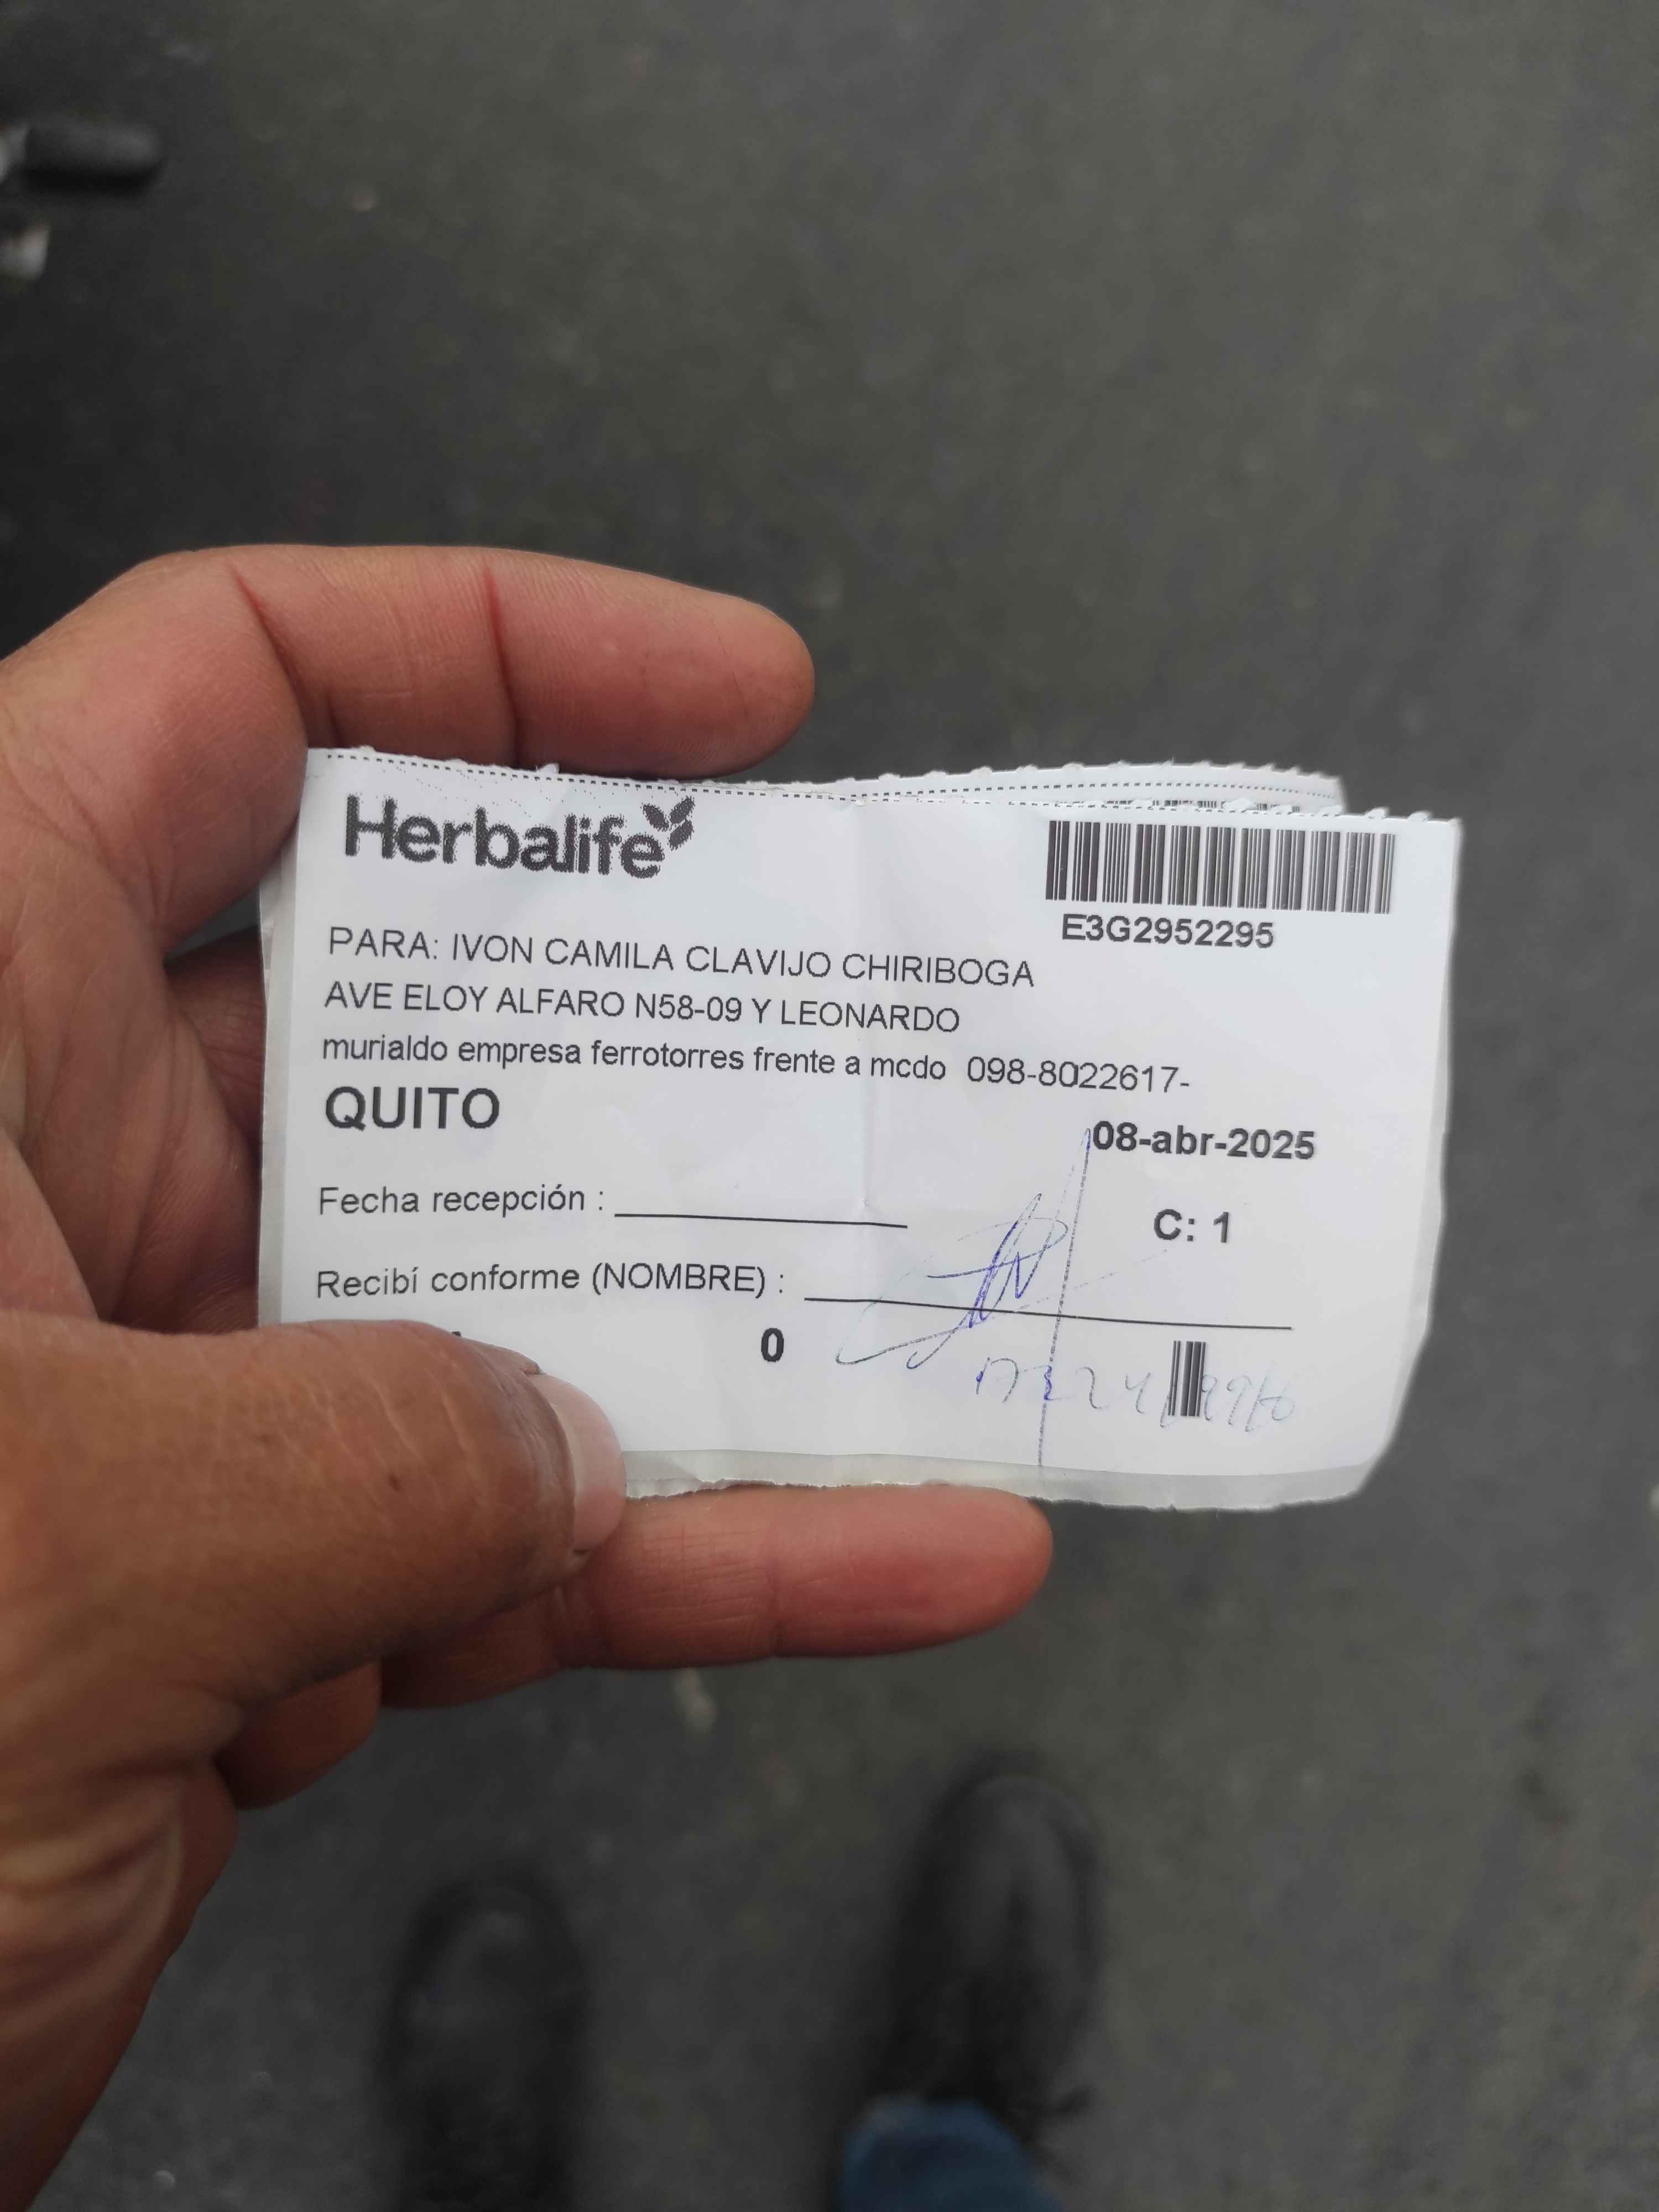 Herbalife
E3G2952295
PARA: IVON CAMILA CLAVIJO CHIRIBOGA
AVE ELOY ALFARO N58-09 Y LEONARDO
murialdo empresa ferrotorres frente a mcdo 098-8022617-
QUITO
08-abr-2025
Fecha recepción :
C: 1
Recibí conforme (NOMBRE) :
0